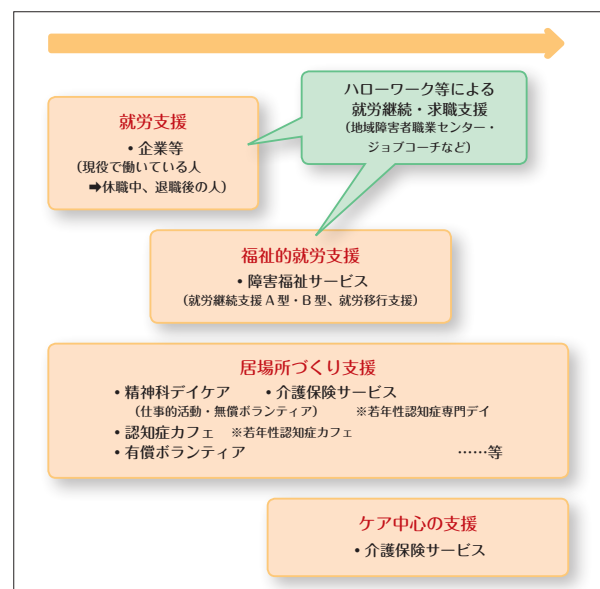 就労支援
・企業等
(現役で働いている人
➡休職中、退職後の人)
ハローワーク等による
就労継続・求職支援
(地域障害者職業センター・
ジョブコーチなど)
福祉的就労支援
・障害福祉サービス
(就労継続支援A型・B型、就労移行支援)
居場所づくり支援
・精神科デイケア ・介護保険サービス
(仕事的活動・無償ボランティア) ※若年性認知症専門デイ
・認知症カフェ ※若年性認知症カフェ
・有償ボランティア ……等
ケア中心の支援
・介護保険サービス